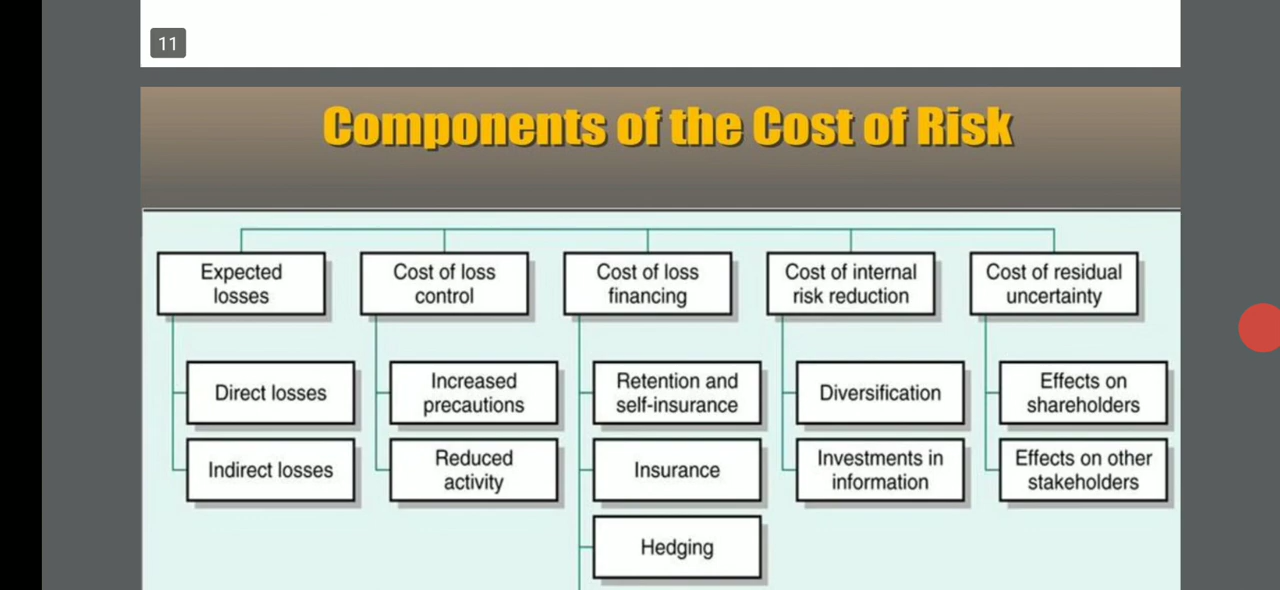 11
Components of the Cost of Risk
Expected
losses
Cost of loss
control
Cost of loss
financing
Cost of internal
risk reduction
Cost of residual
uncertainty
Direct losses
Indirect losses
Increased
precautions
Reduced
activity
Retention and
self-insurance
Insurance
Hedging
Diversification
Investments in
information
Effects on
shareholders
Effects on other
stakeholders